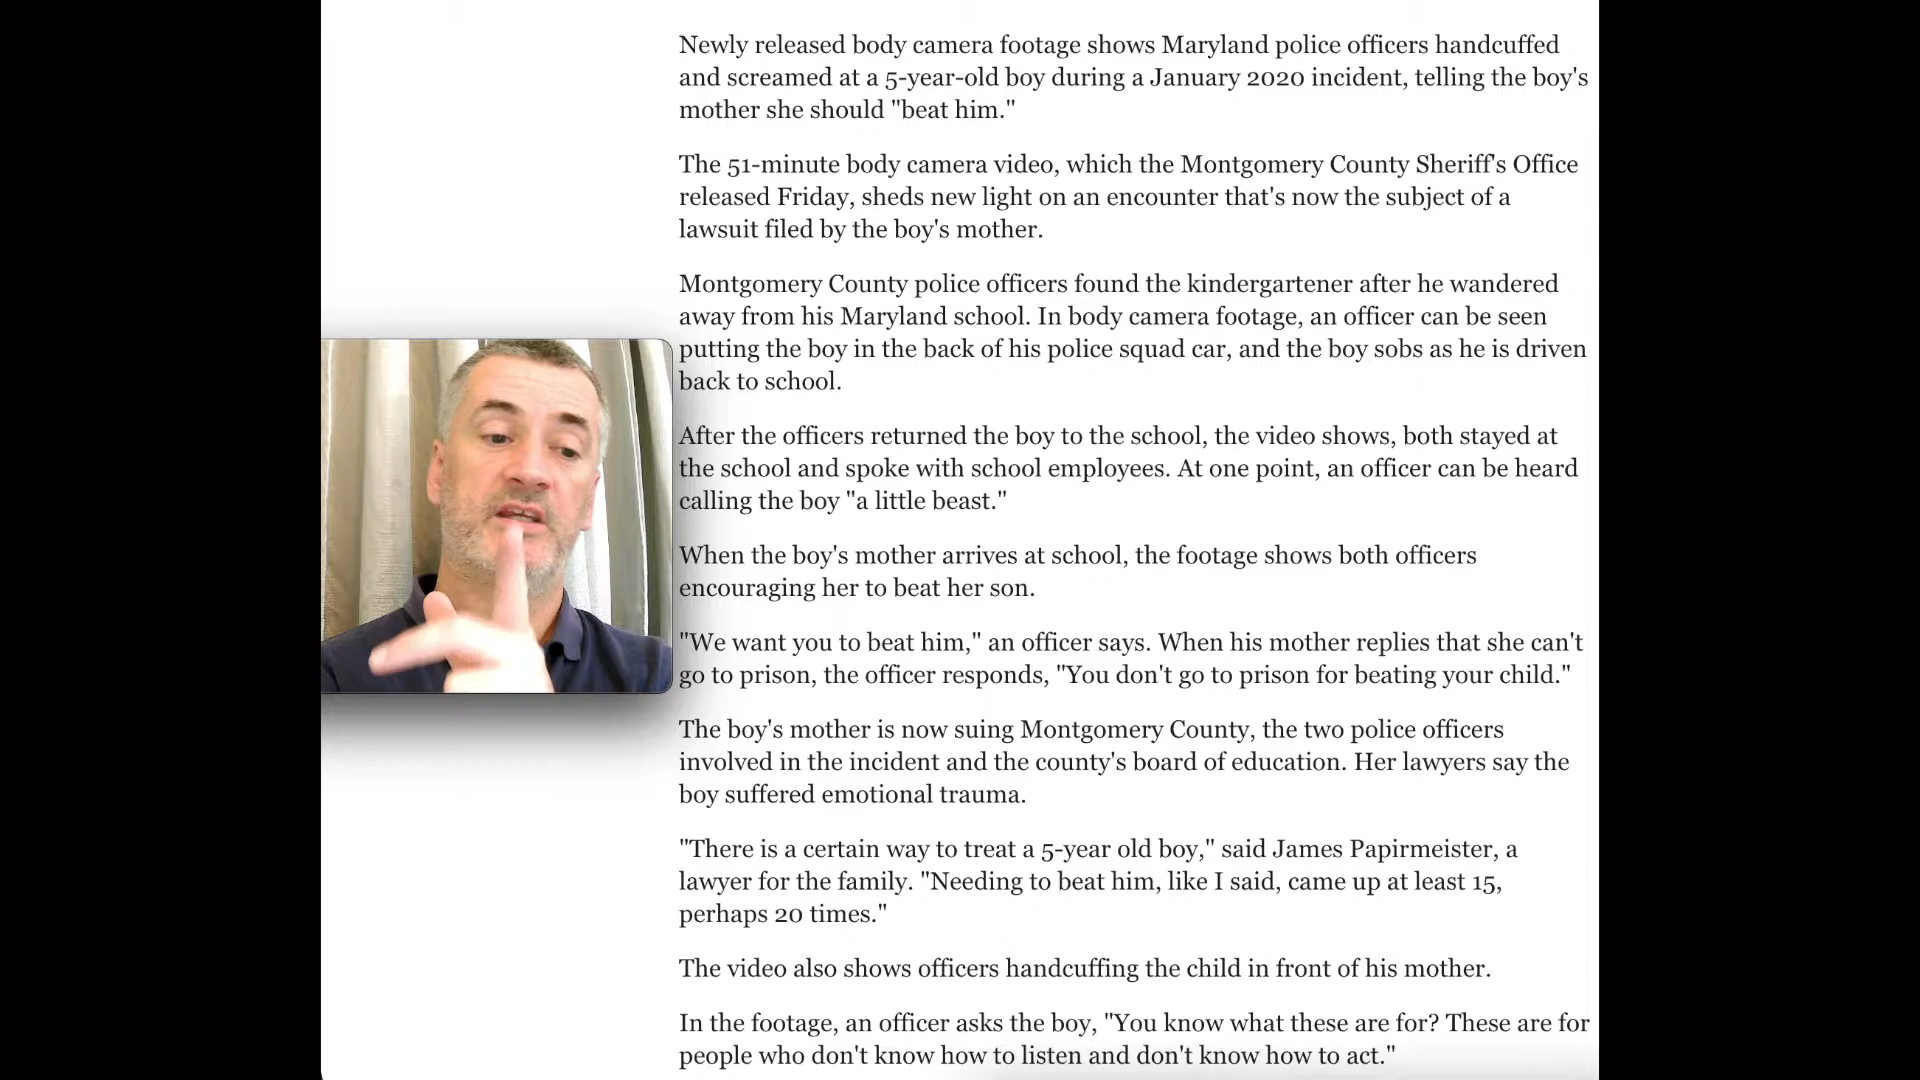 Newly released body camera footage shows Maryland police officers handcuffed
and screamed at a 5-year-old boy during a January 2020 incident, telling the boy's
mother she should "beat him."
The 51-minute body camera video, which the Montgomery County Sheriff's Office
released Friday, sheds new light on an encounter that's now the subject of a
lawsuit filed by the boy's mother.
Montgomery County police officers found the kindergartener after he wandered
away from his Maryland school. In body camera footage, an officer can be seen
putting the boy in the back of his police squad car, and the boy sobs as he is driven
back to school.
After the officers returned the boy to the school, the video shows, both stayed at
the school and spoke with school employees. At one point, an officer can be heard
calling the boy "a little beast."
When the boy's mother arrives at school, the footage shows both officers
encouraging her to beat her son.
"We want you to beat him," an officer says. When his mother replies that she can't
go to prison, the officer responds, "You don't go to prison for beating your child."
The boy's mother is now suing Montgomery County, the two police officers
involved in the incident and the county's board of education. Her lawyers say the
boy suffered emotional trauma.
"There is a certain way to treat a 5-year old boy," said James Papirmeister, a
lawyer for the family. "Needing to beat him, like I said, came up at least 15,
perhaps 20 times."
The video also shows officers handcuffing the child in front of his mother.
In the footage, an officer asks the boy, "You know what these are for? These are for
people who don't know how to listen and don't know how to act."